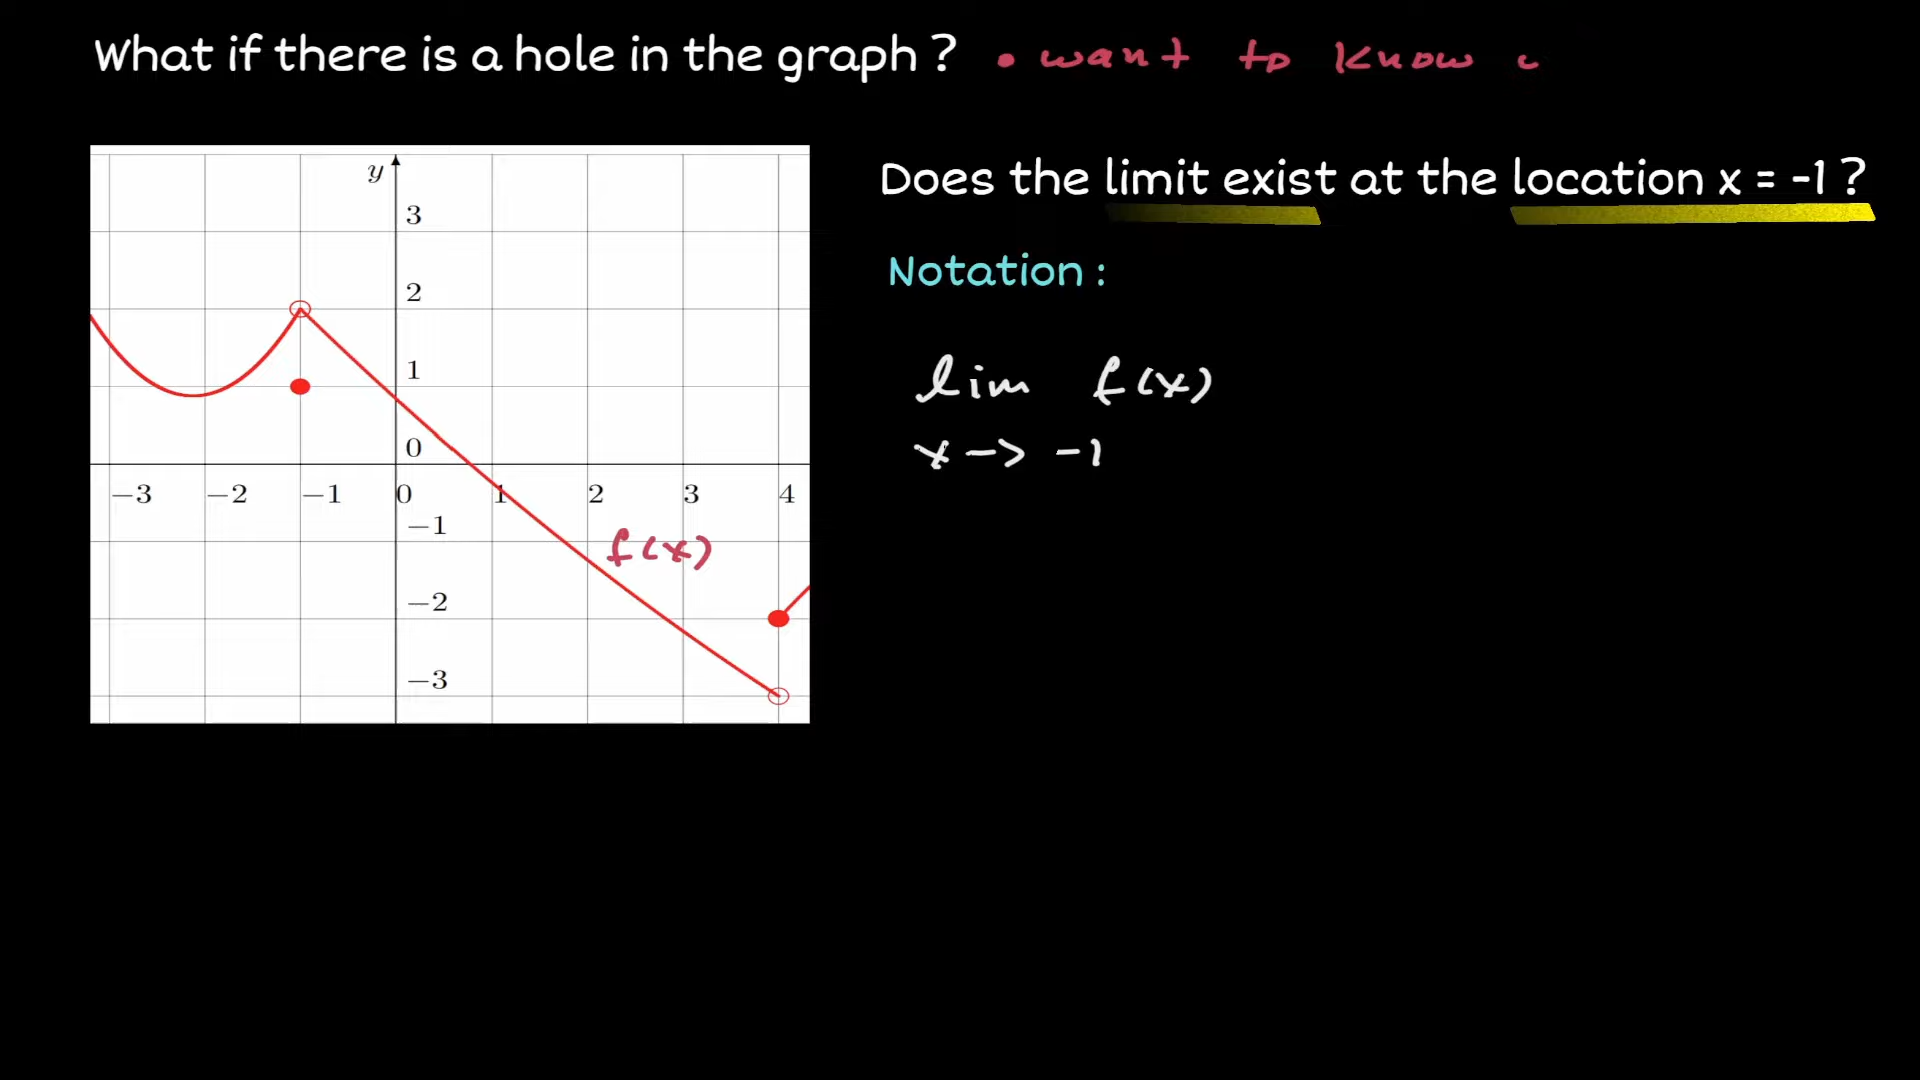 What if there is a hole in the graph ? • want to know
Does the limit exist at the location x = -1 ?
Notation :
lim f(x)
x -> -1
y
3
2
1
0
−3 −2 −1 0 1 2 3 4
−1
f(x)
−2
−3